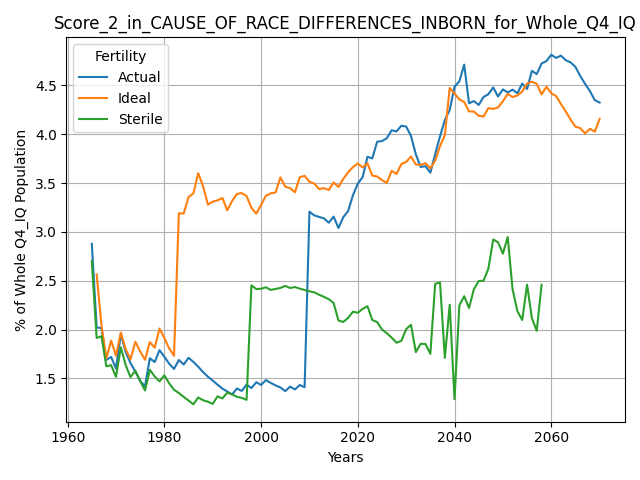 Score_2_in_CAUSE_OF_RACE_DIFFERENCES_INBORN_for_Whole_Q4_IQ
Fertility
Actual
Ideal
Sterile
% of Whole Q4_IQ Population
4.5
4.0
3.5
3.0
2.5
2.0
1.5
1960 1980 2000 2020 2040 2060
Years